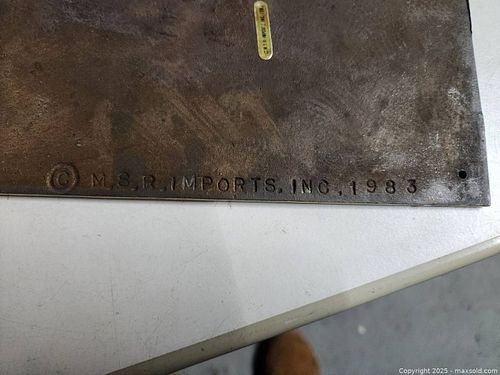 © M.S.R. IMPORTS, INC. 1983
Copyright 2025 - maxsold.com